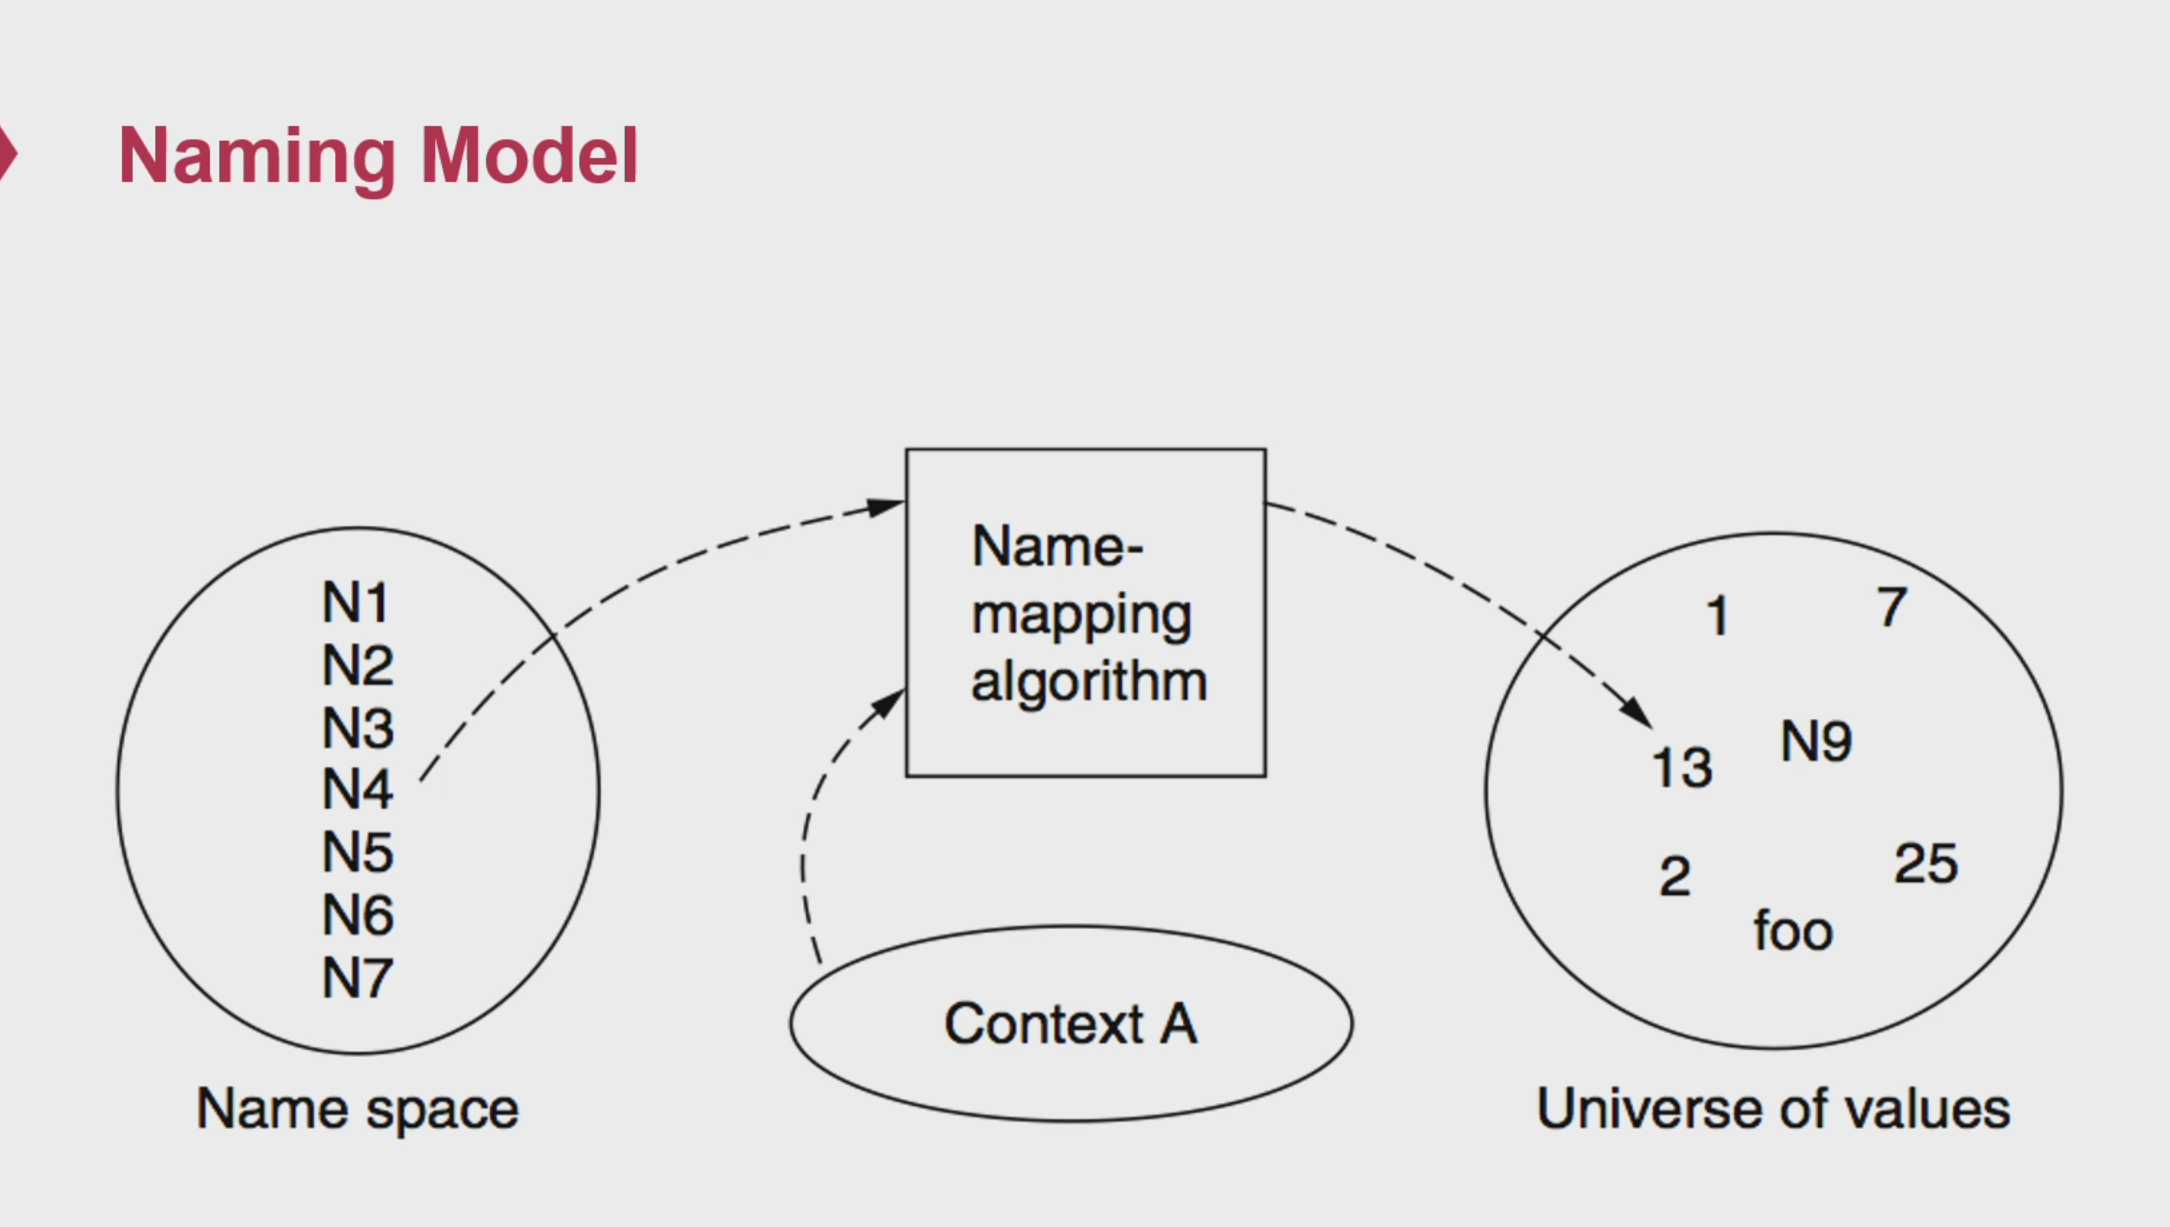 Naming Model
N1
N2
N3
N4
N5
N6
N7
Name space
Name-
mapping
algorithm
Context A
1
7
13
N9
2
25
foo
Universe of values